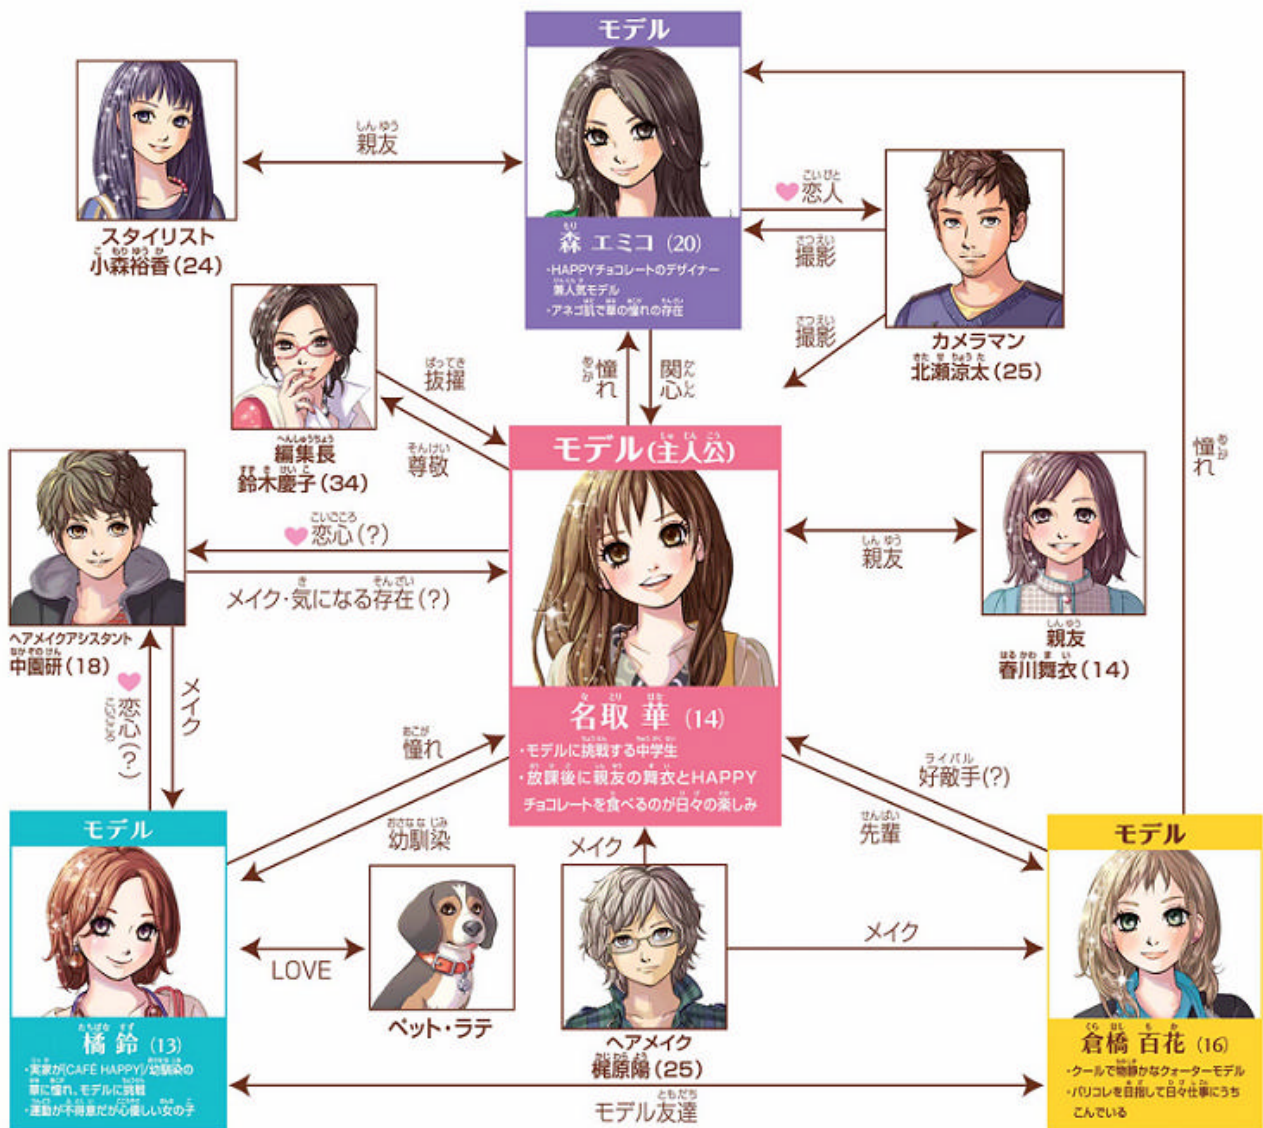 モデル
森 エミコ (20)
・HAPPYチョコレートのデザイナー
兼人気モデル
・アネゴ肌で華の憧れの存在
スタイリスト
小森裕香(24)
親友
恋人
撮影
撮影
カメラマン
北瀬涼太(25)
編集長
鈴木慶子(34)
抜擢
尊敬
憧れ
関心
憧れ
モデル(主人公)
名取 華 (14)
・モデルに挑戦する中学生
・放課後に親友の舞衣とHAPPY
チョコレートを食べるのが日々の楽しみ
恋心(?)
メイク・気になる存在(?)
ヘアメイクアシスタント
中園研(18)
親友
親友
春川舞衣(14)
恋心(?)
メイク
憧れ
幼馴染
好敵手(?)
先輩
モデル
橘 鈴 (13)
・実家が[CAFÉ HAPPY]/幼馴染の
華に憧れ、モデルに挑戦
・運動が不得意だが心優しい女の子
LOVE
ペット・ラテ
メイク
ヘアメイク
梶原陽(25)
メイク
モデル
倉橋 百花 (16)
・クールで物静かなクォーターモデル
・パリコレを目指して日々仕事にうち
こんでいる
モデル友達